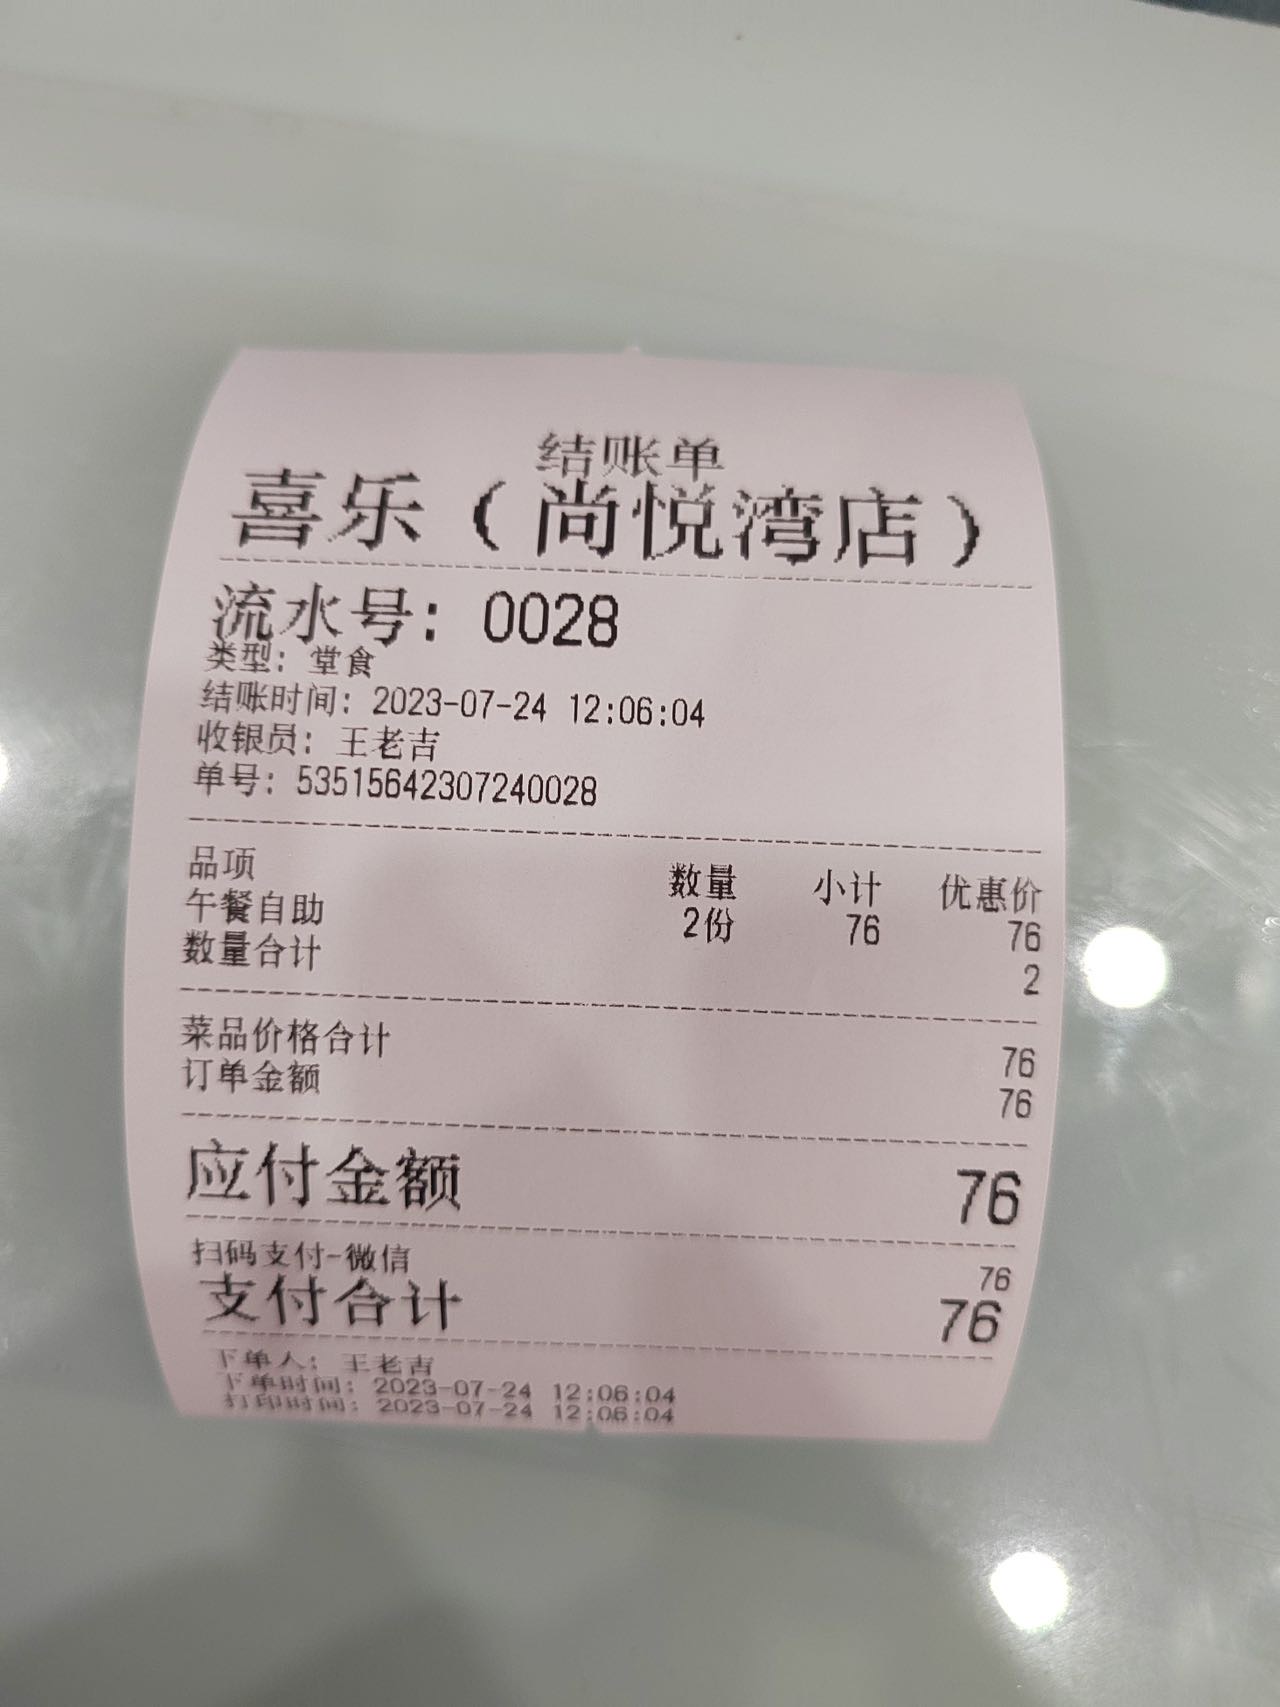 结账单
喜乐（尚悦湾店）
流水号: 0028
类型: 堂食
结账时间: 2023-07-24 12:06:04
收银员: 王老吉
单号: 53515642307240028
品项 数量 小计 优惠价
午餐自助 2份 76 76
数量合计 2
菜品价格合计 76
订单金额 76
应付金额 76
扫码支付-微信 76
支付合计 76
下单人: 王老吉
下单时间: 2023-07-24 12:06:04
打印时间: 2023-07-24 12:06:04